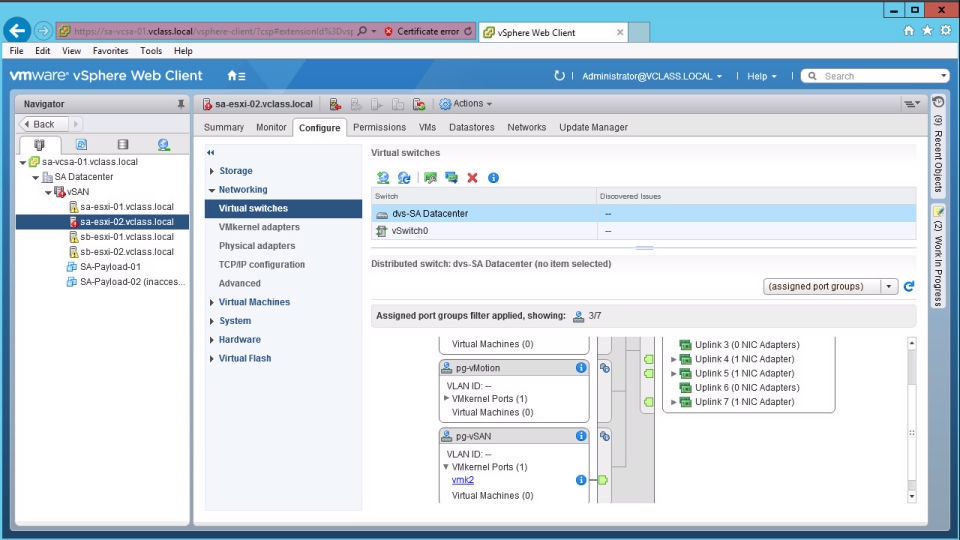 https://sa-vcsa-01.vclass.local/vsphere-client/?csp#extensionId%3Dvsp
Certificate error
vSphere Web Client
File Edit View Favorites Tools Help
vmware® vSphere Web Client
Administrator@VCLASS.LOCAL
Help
Search
Navigator
Back
sa-vcsa-01.vclass.local
SA Datacenter
vSAN
sa-esxi-01.vclass.local
sa-esxi-02.vclass.local
sb-esxi-01.vclass.local
sb-esxi-02.vclass.local
SA-Payload-01
SA-Payload-02 (inacces...
sa-esxi-02.vclass.local
Actions
Summary Monitor Configure Permissions VMs Datastores Networks Update Manager
Storage
Networking
Virtual switches
VMkernel adapters
Physical adapters
TCP/IP configuration
Advanced
Virtual Machines
System
Hardware
Virtual Flash
Virtual switches
Switch Discovered Issues
dvs-SA Datacenter --
vSwitch0 --
Distributed switch: dvs-SA Datacenter (no item selected)
(assigned port groups)
Assigned port groups filter applied, showing: 3/7
Virtual Machines (0)
pg-vMotion
VLAN ID: --
VMkernel Ports (1)
Virtual Machines (0)
pg-vSAN
VLAN ID: --
VMkernel Ports (1)
vmk2
Virtual Machines (0)
Uplink 3 (0 NIC Adapters)
Uplink 4 (1 NIC Adapter)
Uplink 5 (1 NIC Adapter)
Uplink 6 (0 NIC Adapters)
Uplink 7 (1 NIC Adapter)
(9) Recent Objects
(2) Work In Progress